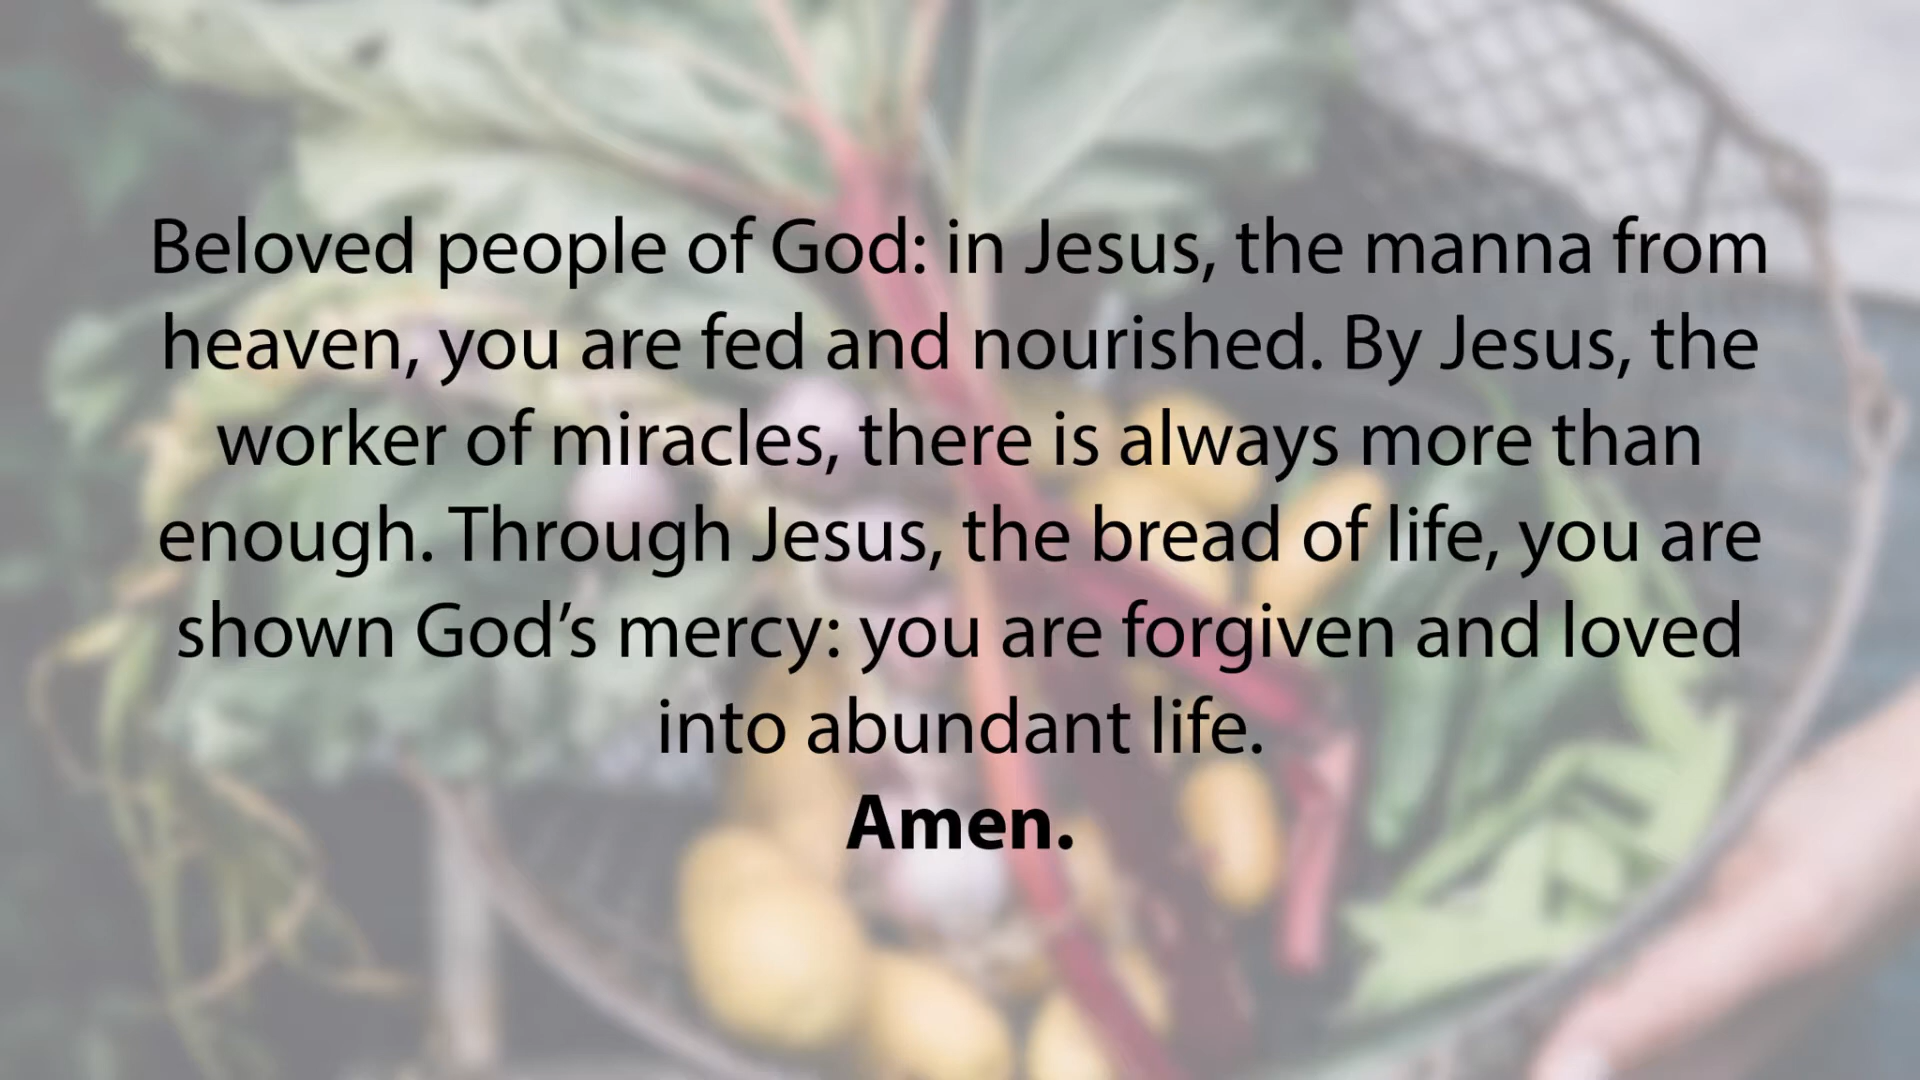 Beloved people of God: in Jesus, the manna from
heaven, you are fed and nourished. By Jesus, the
worker of miracles, there is always more than
enough. Through Jesus, the bread of life, you are
shown God’s mercy: you are forgiven and loved
into abundant life.
Amen.